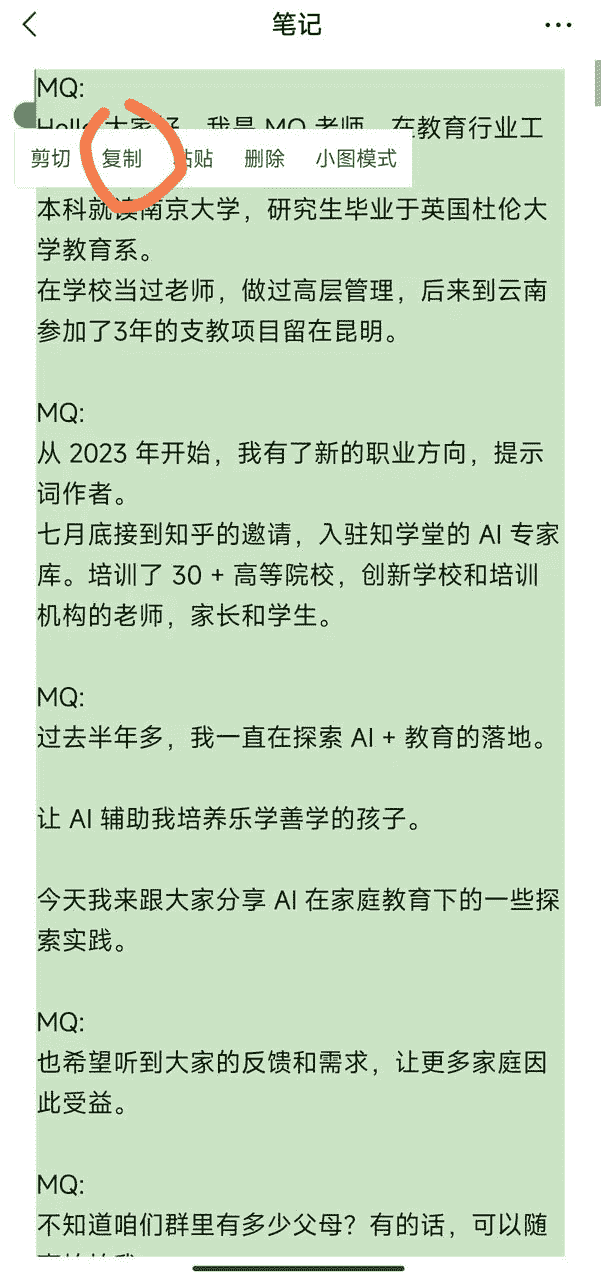 笔记
MQ:
大家好，我是 MQ 老师，在教育行业工
剪切 复制 粘贴 删除 小图模式
本科就读南京大学，研究生毕业于英国杜伦大
学教育系。
在学校当过老师，做过高层管理，后来到云南
参加了3年的支教项目留在昆明。
MQ:
从 2023 年开始，我有了新的职业方向，提示
词作者。
七月底接到知乎的邀请，入驻知学堂的 AI 专家
库。培训了 30 + 高等院校，创新学校和培训
机构的老师，家长和学生。
MQ:
过去半年多，我一直在探索 AI + 教育的落地。
让 AI 辅助我培养乐学善学的孩子。
今天我来跟大家分享 AI 在家庭教育下的一些探
索实践。
MQ:
也希望听到大家的反馈和需求，让更多家庭因
此受益。
MQ:
不知道咱们群里有多少父母？有的话，可以随